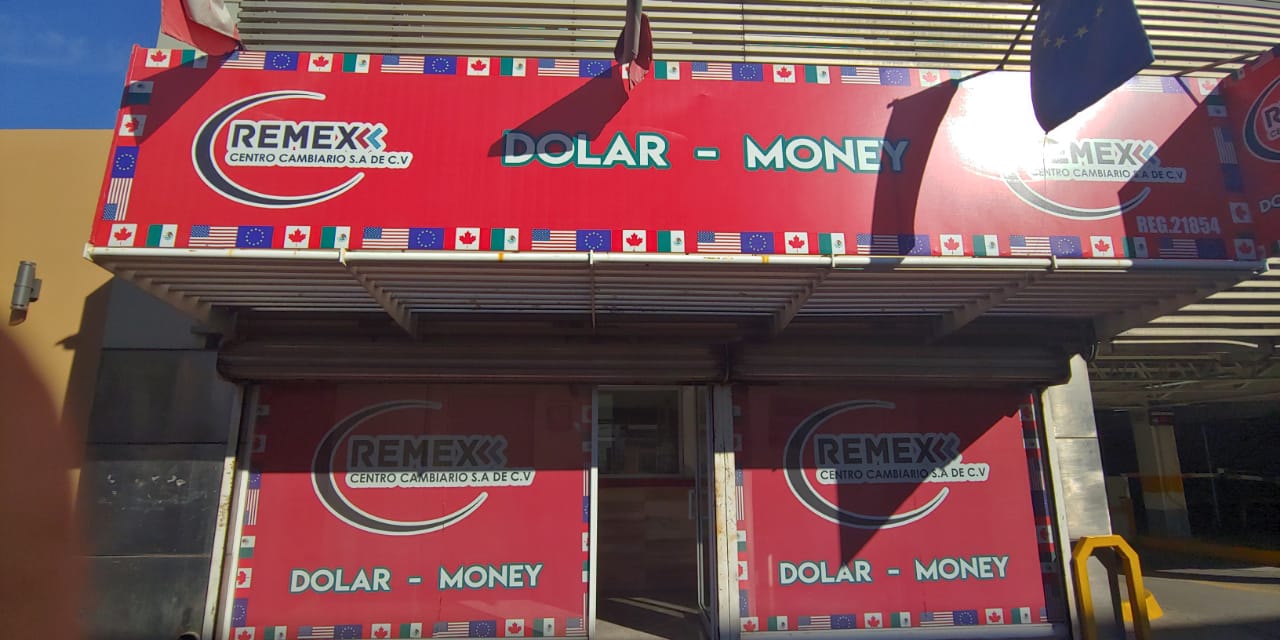 REMEX
CENTRO CAMBIARIO S.A DE C.V
DOLAR - MONEY
EMEX
CENTRO CAMBIARIO S.A DE C.V
REG.21854
REMEX
CENTRO CAMBIARIO S.A DE C.V
DOLAR - MONEY
REMEX
CENTRO CAMBIARIO S.A DE C.V
DOLAR - MONEY